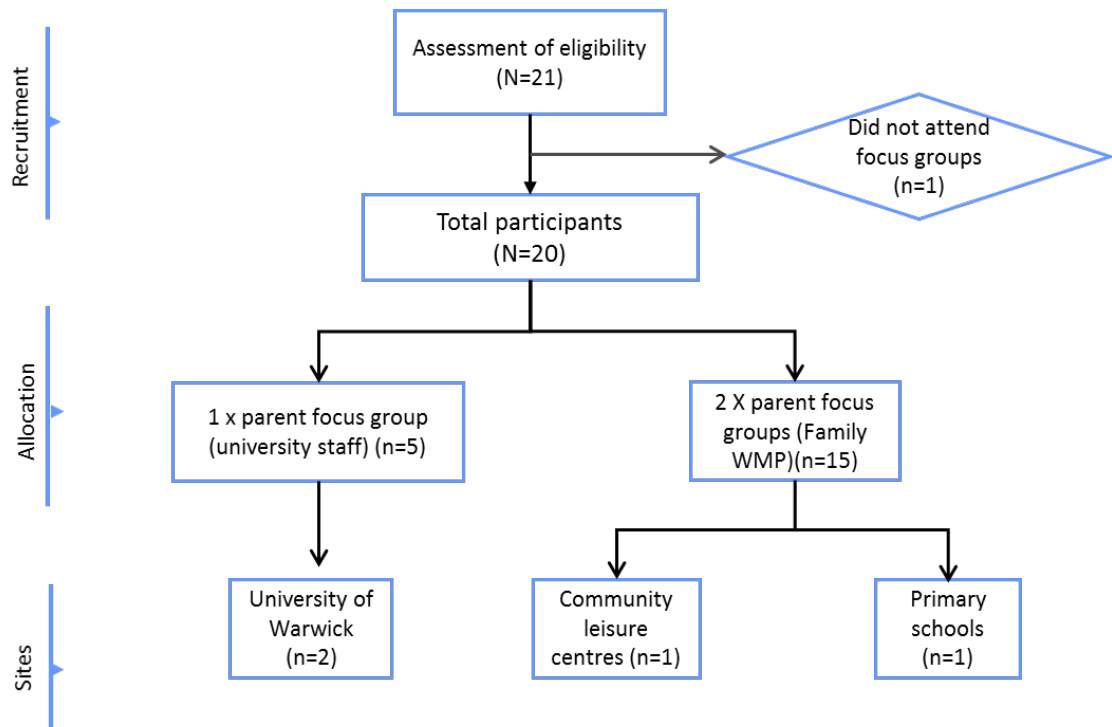 Recruitment
Assessment of eligibility
(N=21)
Did not attend
focus groups
(n=1)
Total participants
(N=20)
Allocation
1 x parent focus group
(university staff) (n=5)
2 X parent focus
groups (Family
WMP)(n=15)
Sites
University of
Warwick
(n=2)
Community
leisure
centres (n=1)
Primary
schools
(n=1)